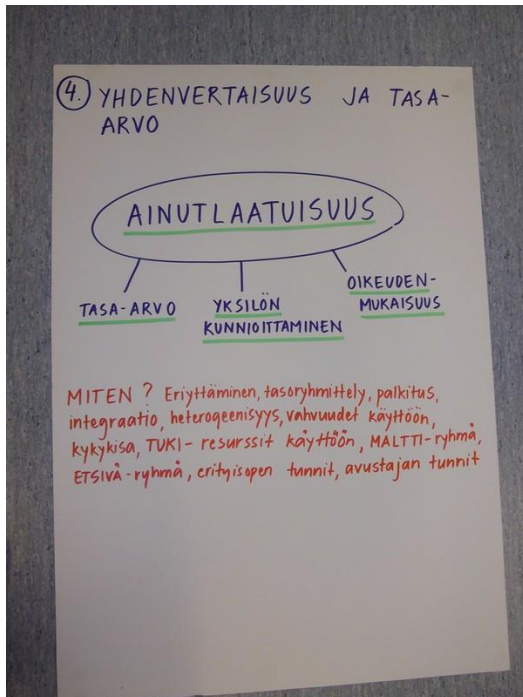 4. YHDENVERTAISUUS JA TASA-
ARVO
AINUTLAATUISUUS
TASA-ARVO
YKSILÖN
KUNNIOITTAMINEN
OIKEUDEN-
MUKAISUUS
MITEN? Eriyttäminen, tasoryhmittely, palkitus,
integraatio, heterogeenisyys, vahvuudet käyttöön,
kykykisa, TUKI-resurssit käyttöön, MALTTI-ryhmä,
ETSIVÄ-ryhmä, erityisopen tunnit, avustajan tunnit